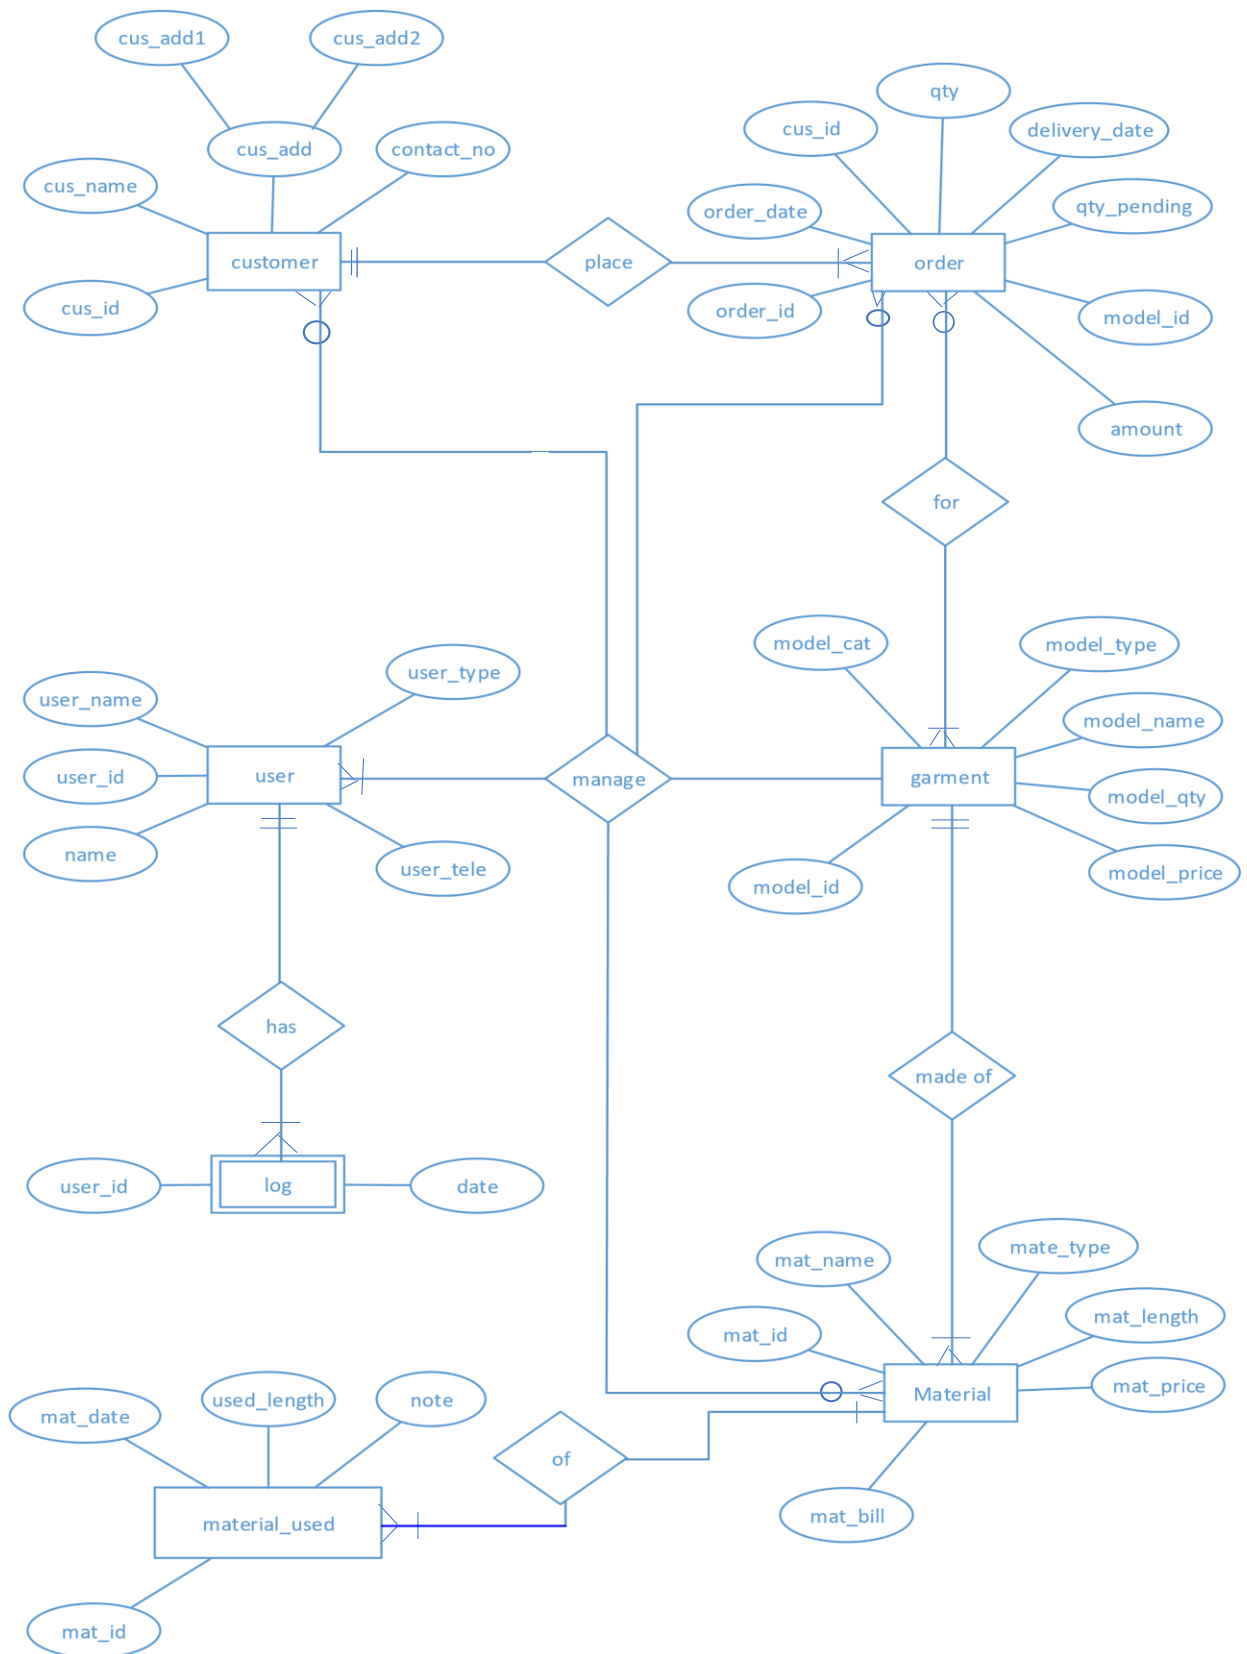 cus_add1
cus_add2
cus_add
contact_no
cus_name
customer
cus_id
place
qty
cus_id
delivery_date
order_date
qty_pending
order
order_id
model_id
amount
for
model_cat
model_type
user_type
user_name
model_name
user_id
user
manage
garment
model_qty
name
user_tele
model_id
model_price
has
made of
user_id
log
date
mat_name
mate_type
mat_id
mat_length
Material
mat_price
mat_date
used_length
note
of
mat_bill
material_used
mat_id